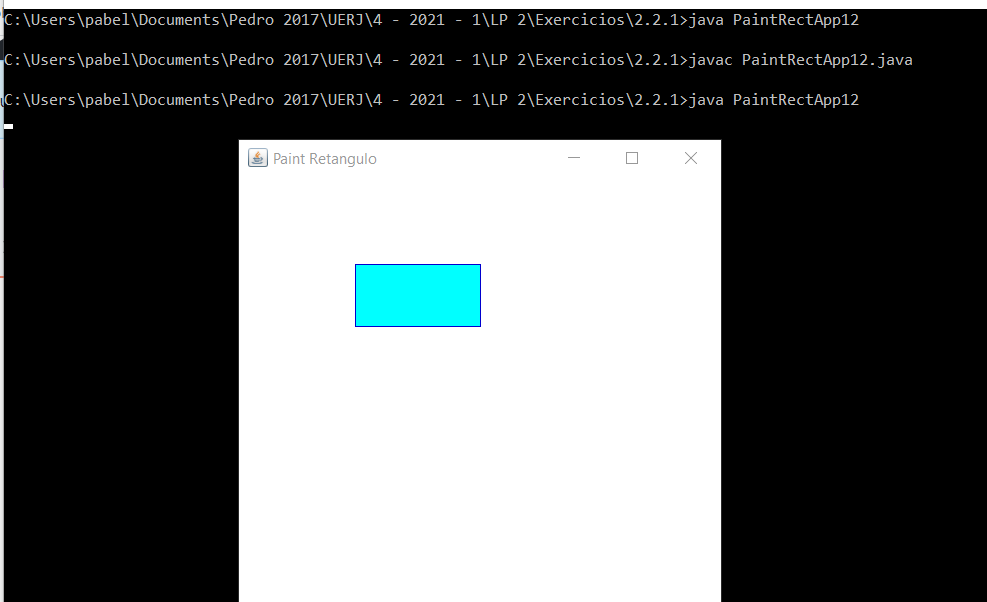 C:\Users\pabel\Documents\Pedro 2017\UERJ\4 - 2021 - 1\LP 2\Exercicios\2.2.1>java PaintRectApp12
C:\Users\pabel\Documents\Pedro 2017\UERJ\4 - 2021 - 1\LP 2\Exercicios\2.2.1>javac PaintRectApp12.java
C:\Users\pabel\Documents\Pedro 2017\UERJ\4 - 2021 - 1\LP 2\Exercicios\2.2.1>java PaintRectApp12
Paint Retangulo